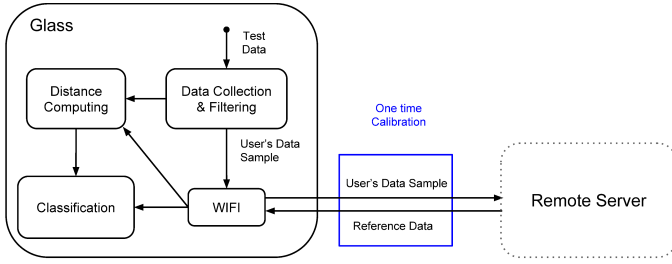 Glass
Test
Data
Distance
Computing
Data Collection
& Filtering
One time
Calibration
User's Data
Sample
User's Data Sample
Remote Server
Classification
WIFI
Reference Data